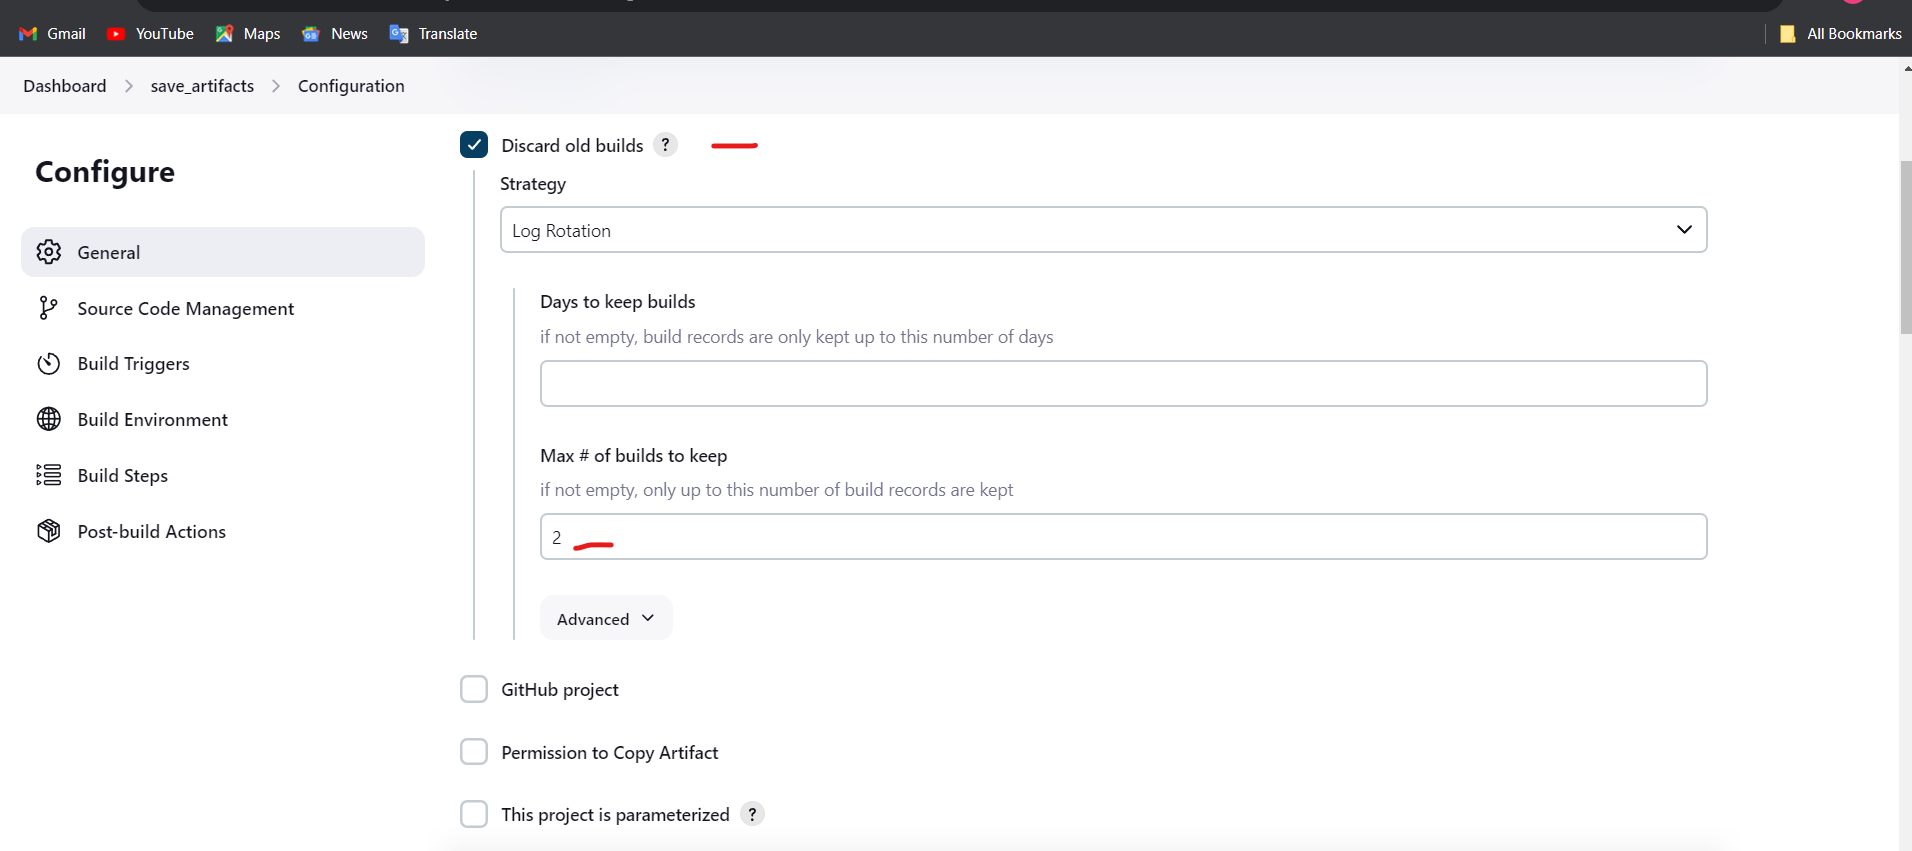 Gmail YouTube Maps News Translate All Bookmarks
Dashboard save_artifacts Configuration
Configure
General
Source Code Management
Build Triggers
Build Environment
Build Steps
Post-build Actions
Discard old builds ?
Strategy
Log Rotation
Days to keep builds
if not empty, build records are only kept up to this number of days
Max # of builds to keep
if not empty, only up to this number of build records are kept
2
Advanced
GitHub project
Permission to Copy Artifact
This project is parameterized ?